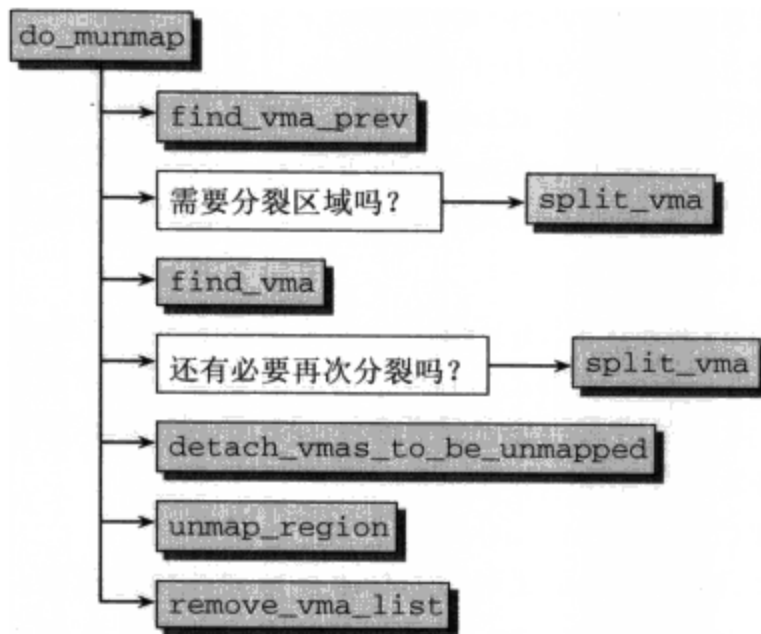 do_munmap
find_vma_prev
需要分裂区域吗？
split_vma
find_vma
还有必要再次分裂吗？
split_vma
detach_vmas_to_be_unmapped
unmap_region
remove_vma_list